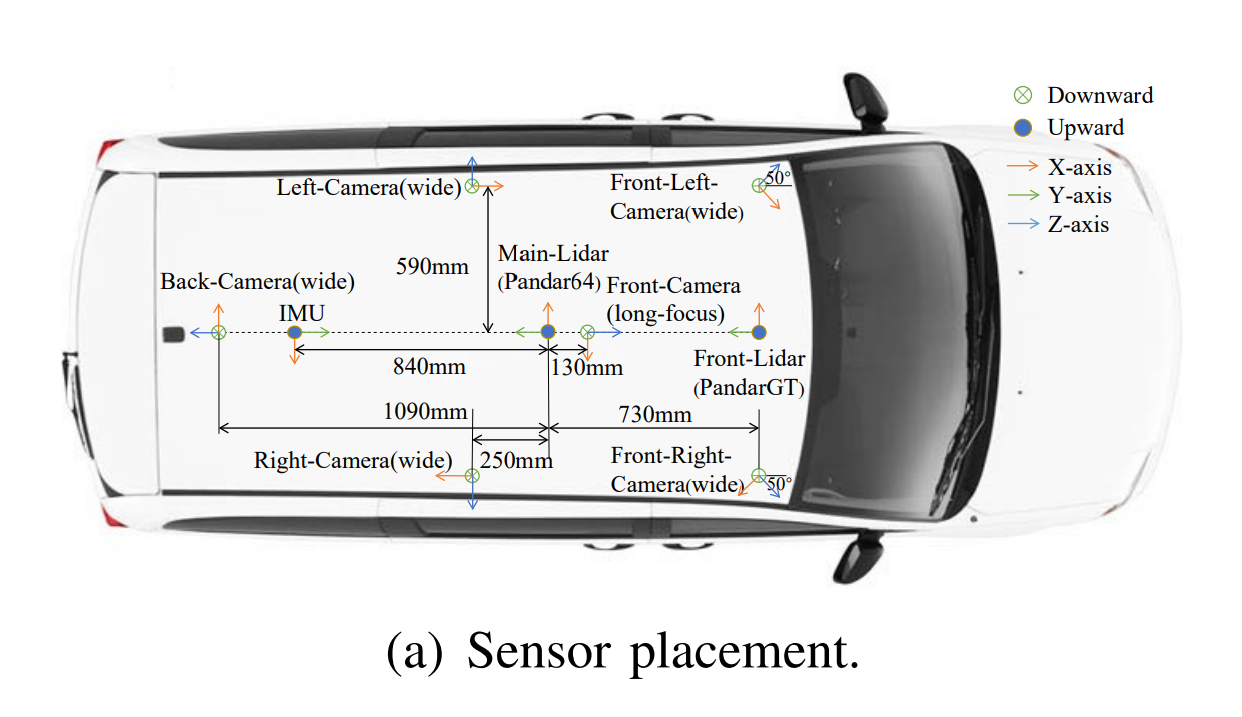 Downward
Upward
X-axis
Y-axis
Z-axis
Left-Camera(wide)
Front-Left-
Camera(wide)
50°
590mm
Main-Lidar
(Pandar64)
Back-Camera(wide)
IMU
Front-Camera
(long-focus)
840mm
130mm
Front-Lidar
(PandarGT)
1090mm
730mm
Right-Camera(wide)
250mm
Front-Right-
Camera(wide)
50°
(a) Sensor placement.